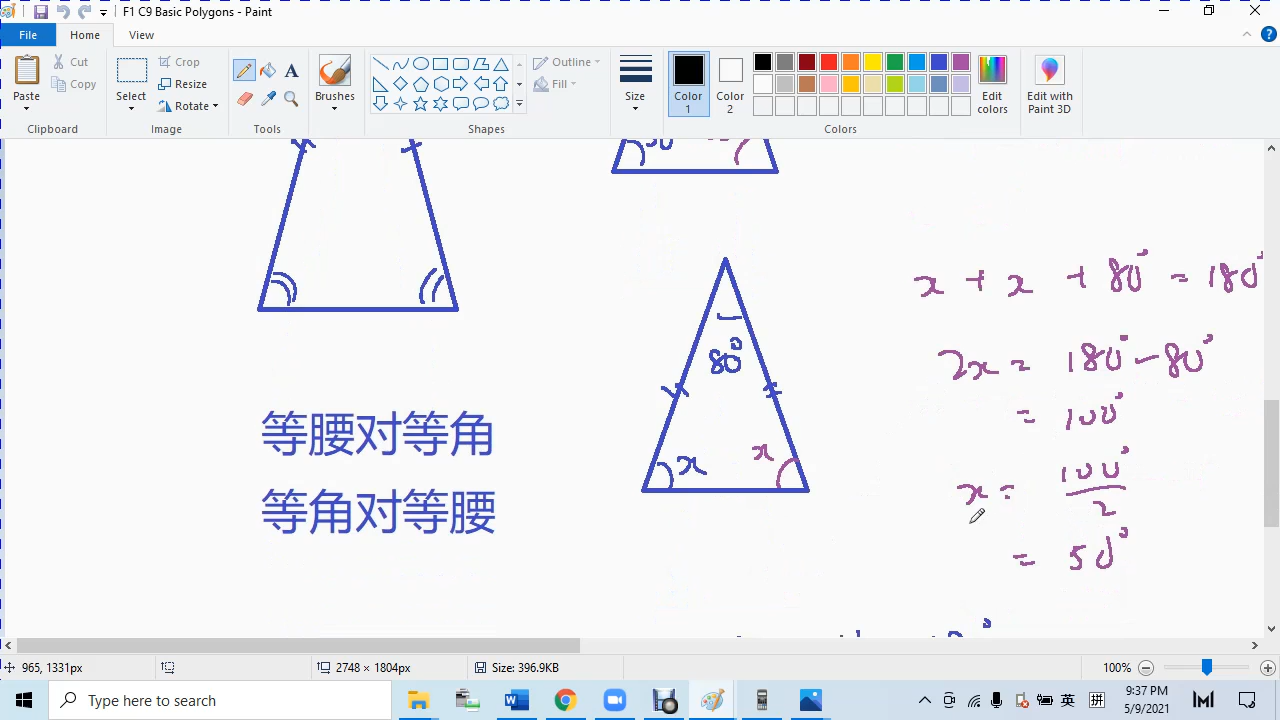 F1 C9 Basic Polygons - Paint
File Home View
Paste
Cut
Copy
Clipboard
Select
Crop
Resize
Rotate
Image
A
Tools
Brushes
Outline
Fill
Shapes
Size
Color 1
Color 2
Edit colors
Colors
Edit with Paint 3D
80°
x
x
x + x + 80° = 180°
2x = 180° - 80°
= 100°
x = 100°/2
= 50°
等腰对等角
等角对等腰
965, 1331px
2748 × 1804px
Size: 396.9KB
100%
Type here to search
英
拼
9:37 PM
5/9/2021